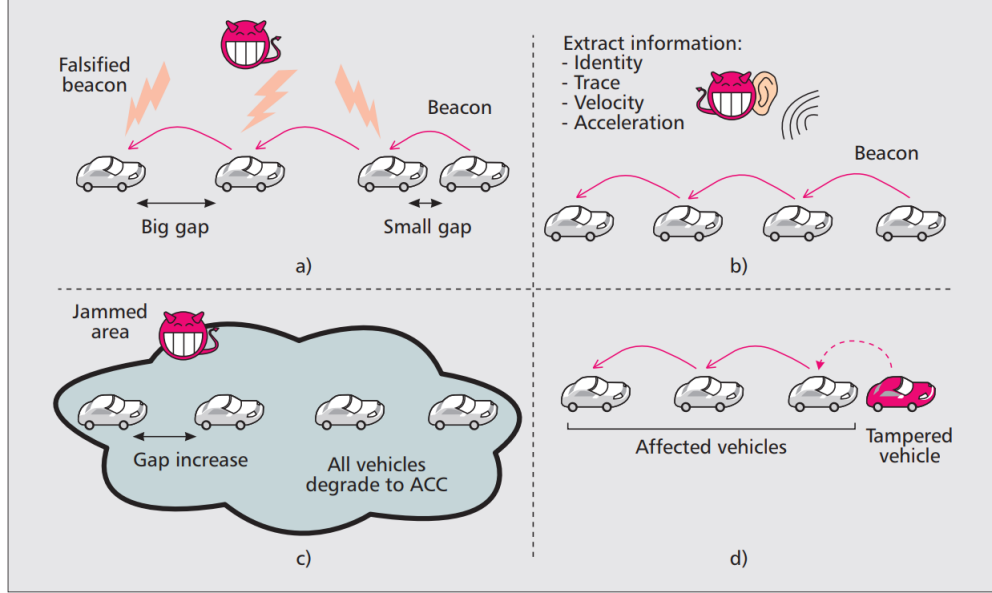 Falsified
beacon
Beacon
Big gap
Small gap
a)
Extract information:
- Identity
- Trace
- Velocity
- Acceleration
Beacon
b)
Jammed
area
Gap increase
All vehicles
degrade to ACC
c)
Affected vehicles
Tampered
vehicle
d)